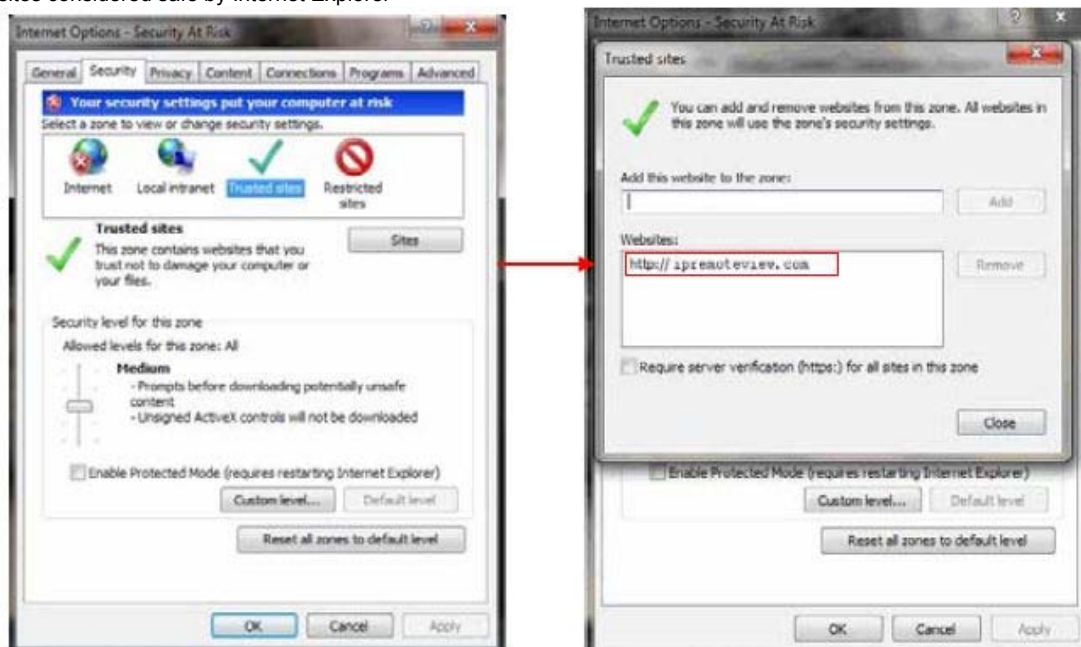 sites considered safe by Internet Explorer
Internet Options - Security At Risk
General Security Privacy Content Connections Programs Advanced
Your security settings put your computer at risk
Select a zone to view or change security settings.
Internet Local intranet Trusted sites Restricted
sites
Trusted sites
This zone contains websites that you
trust not to damage your computer or
your files.
Sites
Security level for this zone
Allowed levels for this zone: All
Medium
- Prompts before downloading potentially unsafe
content
- Unsigned ActiveX controls will not be downloaded
Enable Protected Mode (requires restarting Internet Explorer)
Custom level... Default level
Reset all zones to default level
OK Cancel Apply
Internet Options - Security At Risk
Trusted sites
You can add and remove websites from this zone. All websites in
this zone will use the zone's security settings.
Add this website to the zone:
Add
Websites:
http:// ipremoteview.com
Remove
Require server verification (https:) for all sites in this zone
Close
Enable Protected Mode (requires restarting Internet Explorer)
Custom level... Default level
Reset all zones to default level
OK Cancel Apply